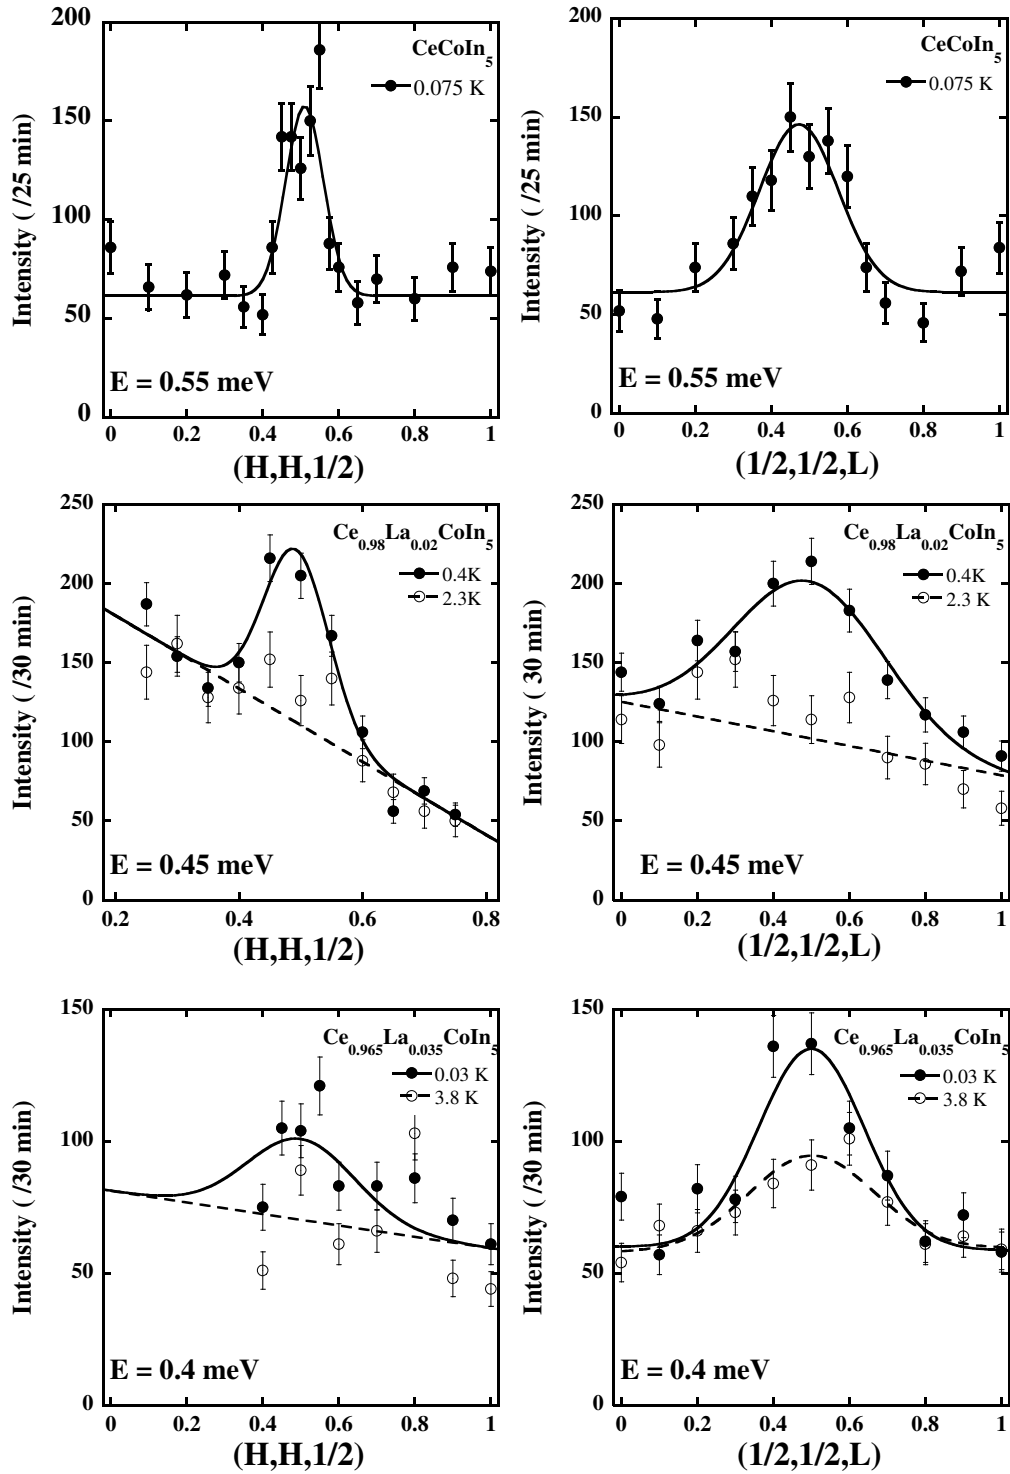 200
150
100
50
0
Intensity ( /25 min)
CeCoIn5
0.075 K
E = 0.55 meV
0 0.2 0.4 0.6 0.8 1
(H,H,1/2)
200
150
100
50
0
Intensity ( /25 min)
CeCoIn5
0.075 K
E = 0.55 meV
0 0.2 0.4 0.6 0.8 1
(1/2,1/2,L)
250
200
150
100
50
0
Intensity ( /30 min)
Ce0.98La0.02CoIn5
0.4K
2.3K
E = 0.45 meV
0.2 0.4 0.6 0.8
(H,H,1/2)
250
200
150
100
50
0
Intensity ( 30 min)
Ce0.98La0.02CoIn5
0.4K
2.3 K
E = 0.45 meV
0 0.2 0.4 0.6 0.8 1
(1/2,1/2,L)
150
100
50
0
Intensity ( /30 min)
Ce0.965La0.035CoIn5
0.03 K
3.8 K
E = 0.4 meV
0 0.2 0.4 0.6 0.8 1
(H,H,1/2)
150
100
50
0
Intensity ( /30 min)
Ce0.965La0.035CoIn5
0.03 K
3.8 K
E = 0.4 meV
0 0.2 0.4 0.6 0.8 1
(1/2,1/2,L)